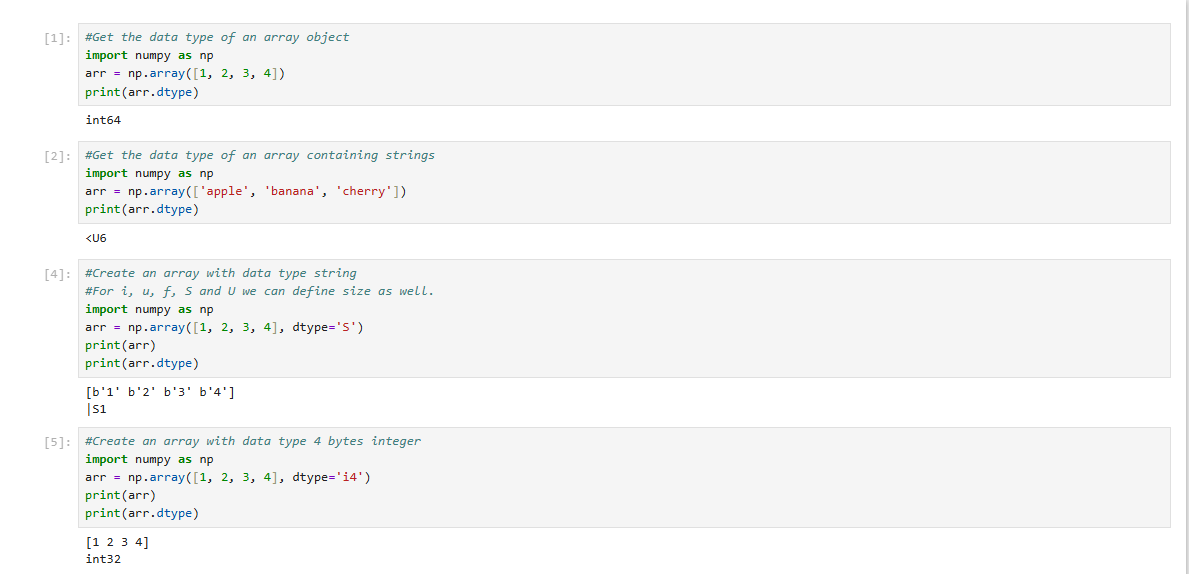 [1]: #Get the data type of an array object
import numpy as np
arr = np.array([1, 2, 3, 4])
print(arr.dtype)
int64
[2]: #Get the data type of an array containing strings
import numpy as np
arr = np.array(['apple', 'banana', 'cherry'])
print(arr.dtype)
<U6
[4]: #Create an array with data type string
#For i, u, f, S and U we can define size as well.
import numpy as np
arr = np.array([1, 2, 3, 4], dtype='S')
print(arr)
print(arr.dtype)
[b'1' b'2' b'3' b'4']
|S1
[5]: #Create an array with data type 4 bytes integer
import numpy as np
arr = np.array([1, 2, 3, 4], dtype='i4')
print(arr)
print(arr.dtype)
[1 2 3 4]
int32